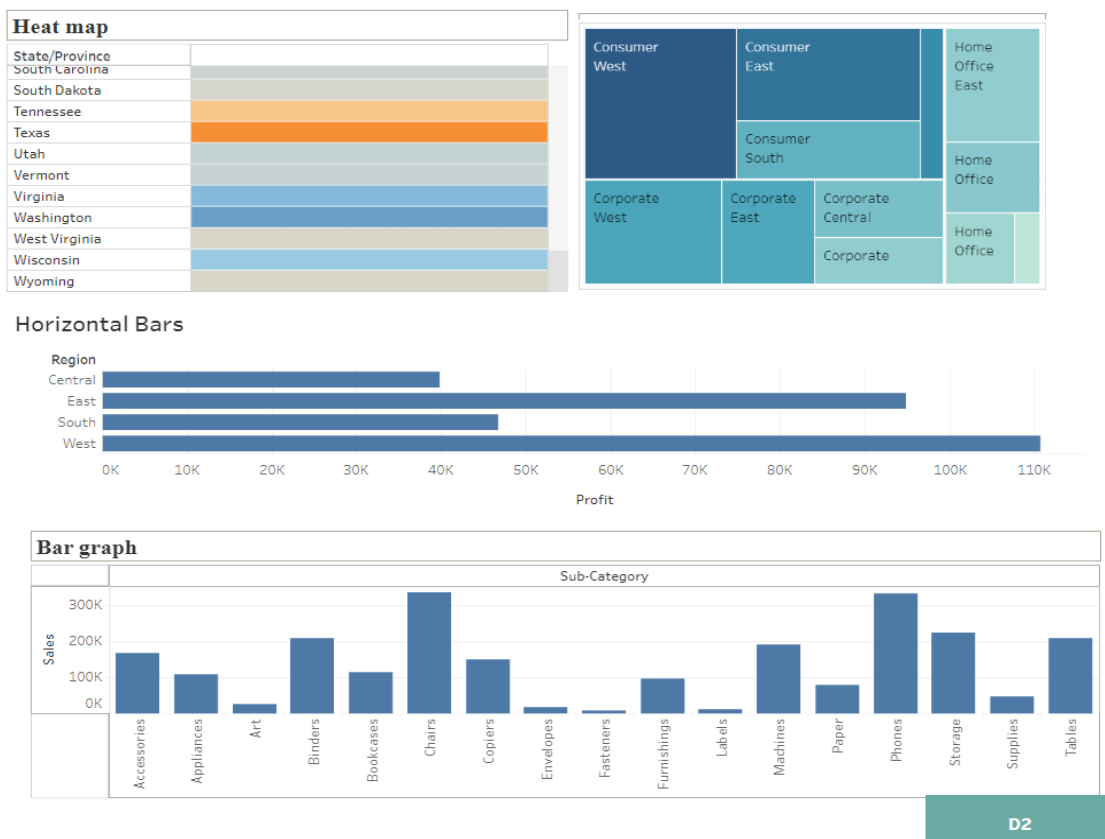 Heat map
State/Province
South Carolina
South Dakota
Tennessee
Texas
Utah
Vermont
Virginia
Washington
West Virginia
Wisconsin
Wyoming
Consumer
West
Consumer
East
Consumer
South
Corporate
West
Corporate
East
Corporate
Central
Corporate
Home
Office
East
Home
Office
Home
Office
Horizontal Bars
Region
Central
East
South
West
0K 10K 20K 30K 40K 50K 60K 70K 80K 90K 100K 110K
Profit
Bar graph
Sub-Category
Sales
300K
200K
100K
0K
Accessories
Appliances
Art
Binders
Bookcases
Chairs
Copiers
Envelopes
Fasteners
Furnishings
Labels
Machines
Paper
Phones
Storage
Supplies
Tables
D2